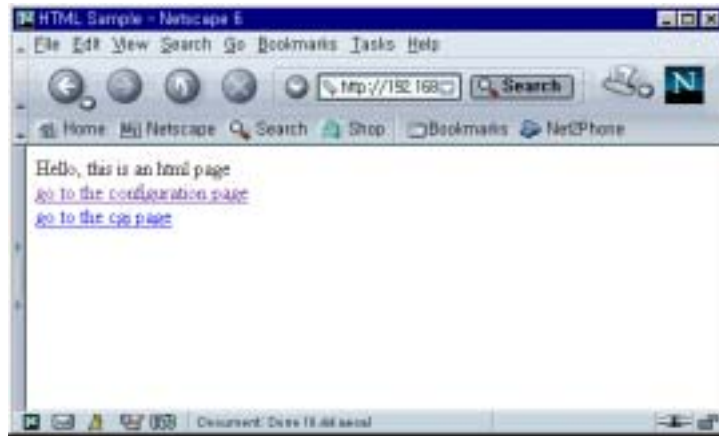 HTML Sample - Netscape 6
File Edit View Search Go Bookmarks Tasks Help
http://192.168 Search N
Home My Netscape Search Shop Bookmarks Net2Phone
Hello, this is an html page
go to the configuration page
go to the cgi page
Document: Done